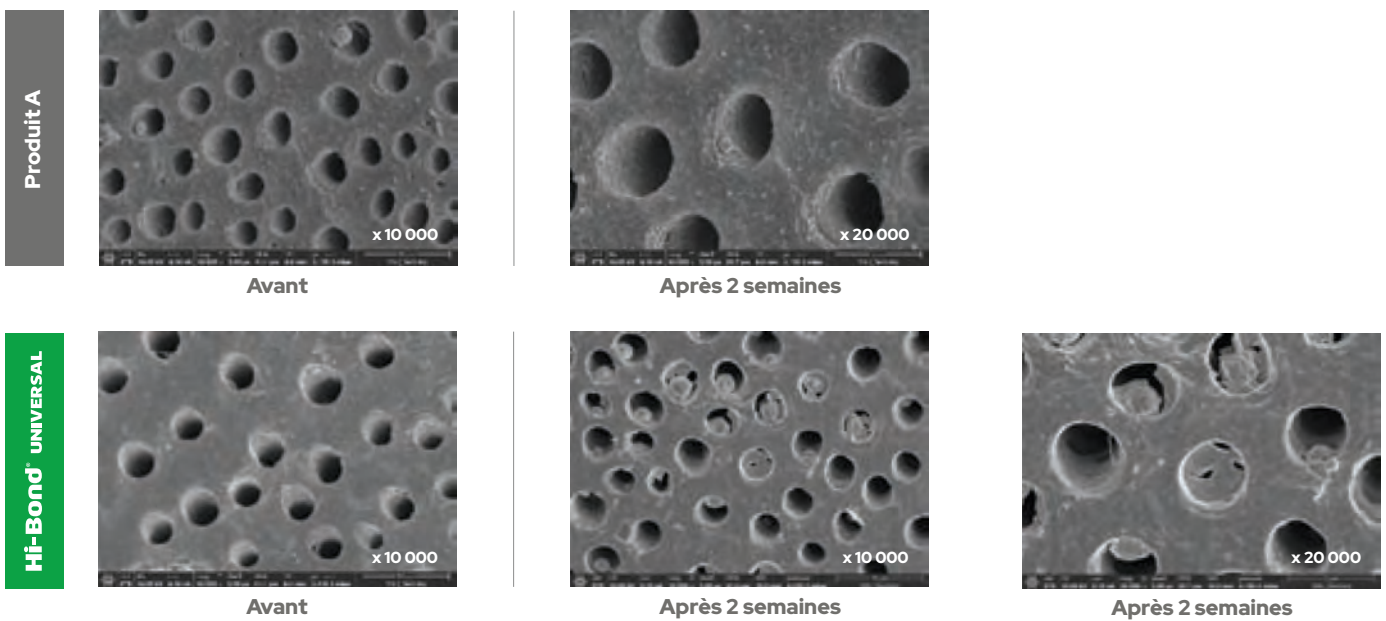 Produit A
x 10 000
x 20 000
Avant
Après 2 semaines
Hi-Bond® UNIVERSAL
x 10 000
x 10 000
x 20 000
Avant
Après 2 semaines
Après 2 semaines